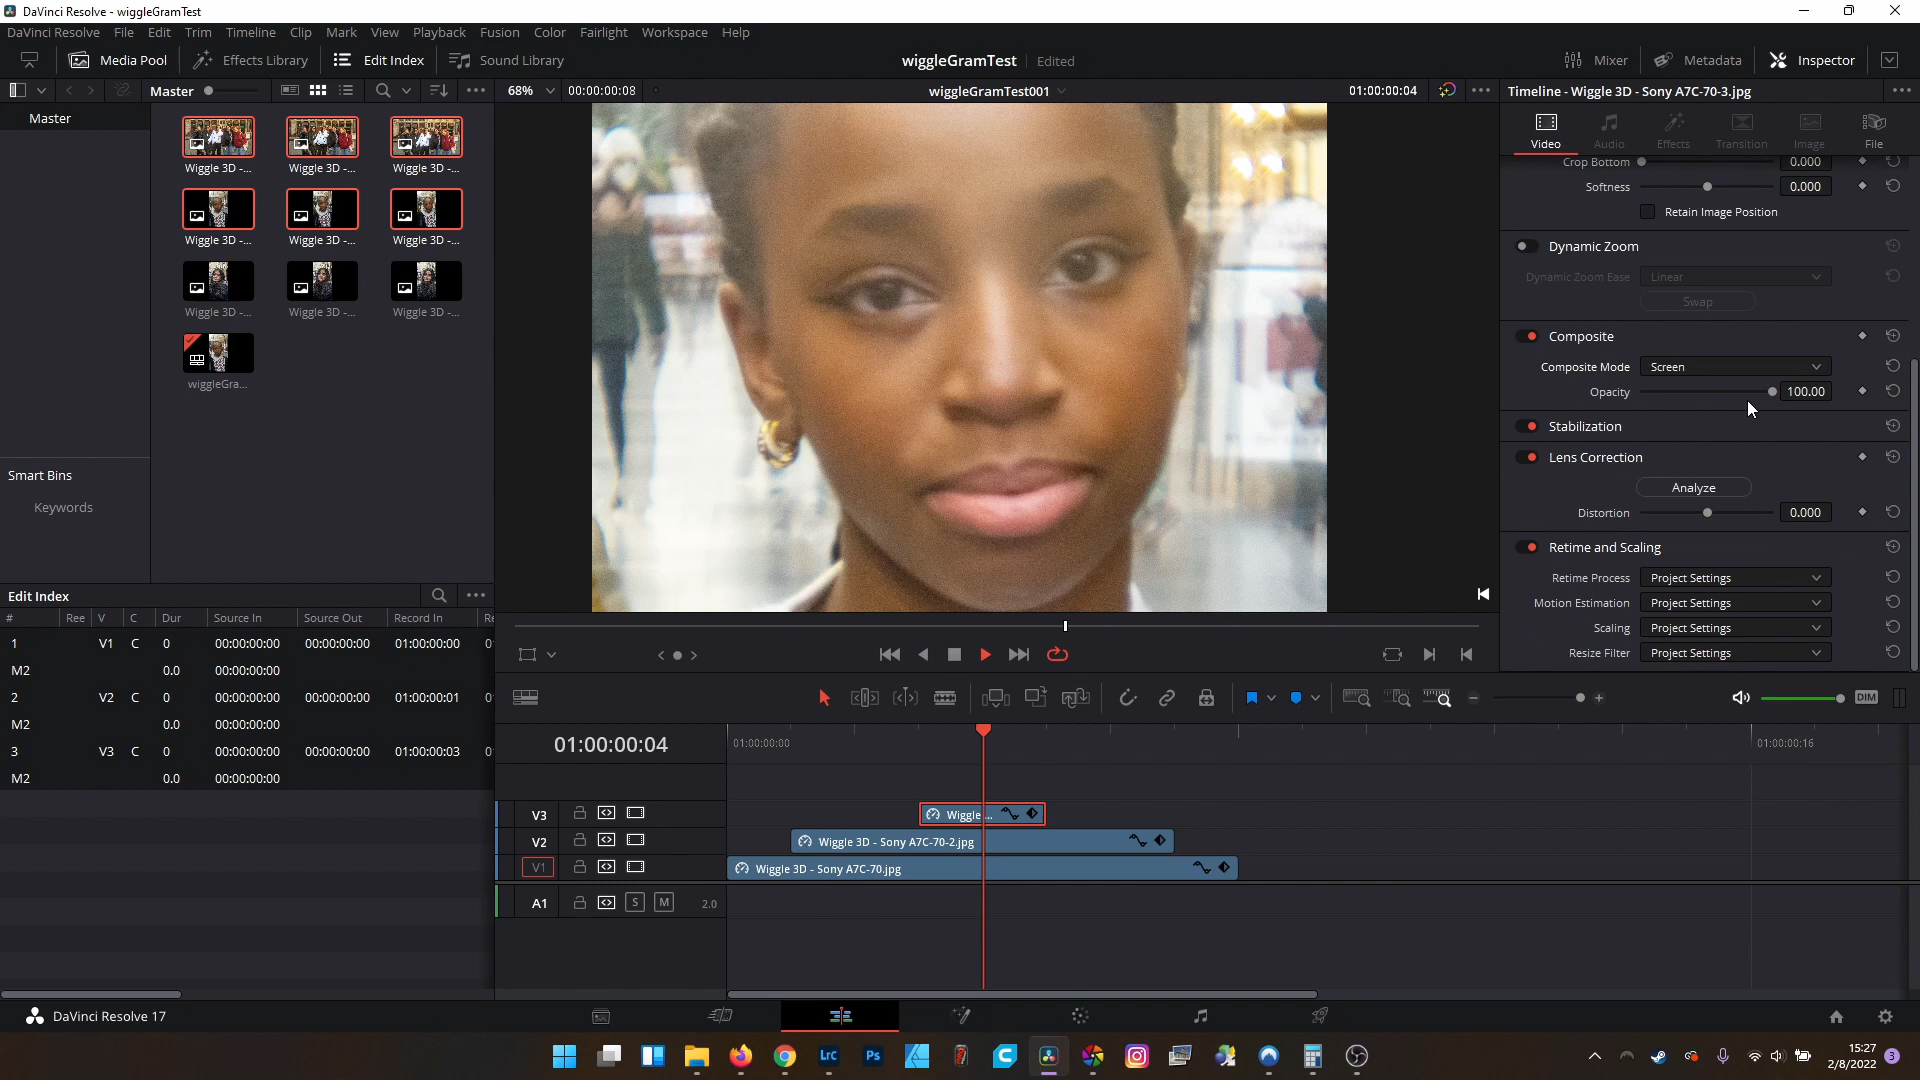 DaVinci Resolve - wiggleGramTest
DaVinci Resolve File Edit Trim Timeline Clip Mark View Playback Fusion Color Fairlight Workspace Help
Media Pool Effects Library Edit Index Sound Library wiggleGramTest Edited Mixer Metadata Inspector
Master 68% 00:00:00:08 wiggleGramTest001 01:00:00:04 Timeline - Wiggle 3D - Sony A7C-70-3.jpg
Master
Video Audio Effects Transition Image File
Wiggle 3D -... Wiggle 3D -... Wiggle 3D -...
Wiggle 3D -... Wiggle 3D -... Wiggle 3D -...
Wiggle 3D -... Wiggle 3D -... Wiggle 3D -...
wiggleGra...
Crop Bottom 0.000
Softness 0.000
Retain Image Position
Dynamic Zoom
Dynamic Zoom Ease Linear
Swap
Composite
Composite Mode Screen
Opacity 100.00
Stabilization
Lens Correction
Analyze
Distortion 0.000
Retime and Scaling
Retime Process Project Settings
Motion Estimation Project Settings
Scaling Project Settings
Resize Filter Project Settings
Smart Bins
Keywords
Edit Index
# Ree V C Dur Source In Source Out Record In Re
1 V1 C 0 00:00:00:00 00:00:00:00 01:00:00:00 0
M2 0.0 00:00:00:00
2 V2 C 0 00:00:00:00 00:00:00:00 01:00:00:01 0
M2 0.0 00:00:00:00
3 V3 C 0 00:00:00:00 00:00:00:00 01:00:00:03 0
M2 0.0 00:00:00:00
DIM
01:00:00:04 01:00:00:00 01:00:00:16
V3 Wiggle ...
V2 Wiggle 3D - Sony A7C-70-2.jpg
V1 Wiggle 3D - Sony A7C-70.jpg
A1 S M 2.0
DaVinci Resolve 17
Lrc Ps
15:27
2/8/2022 3